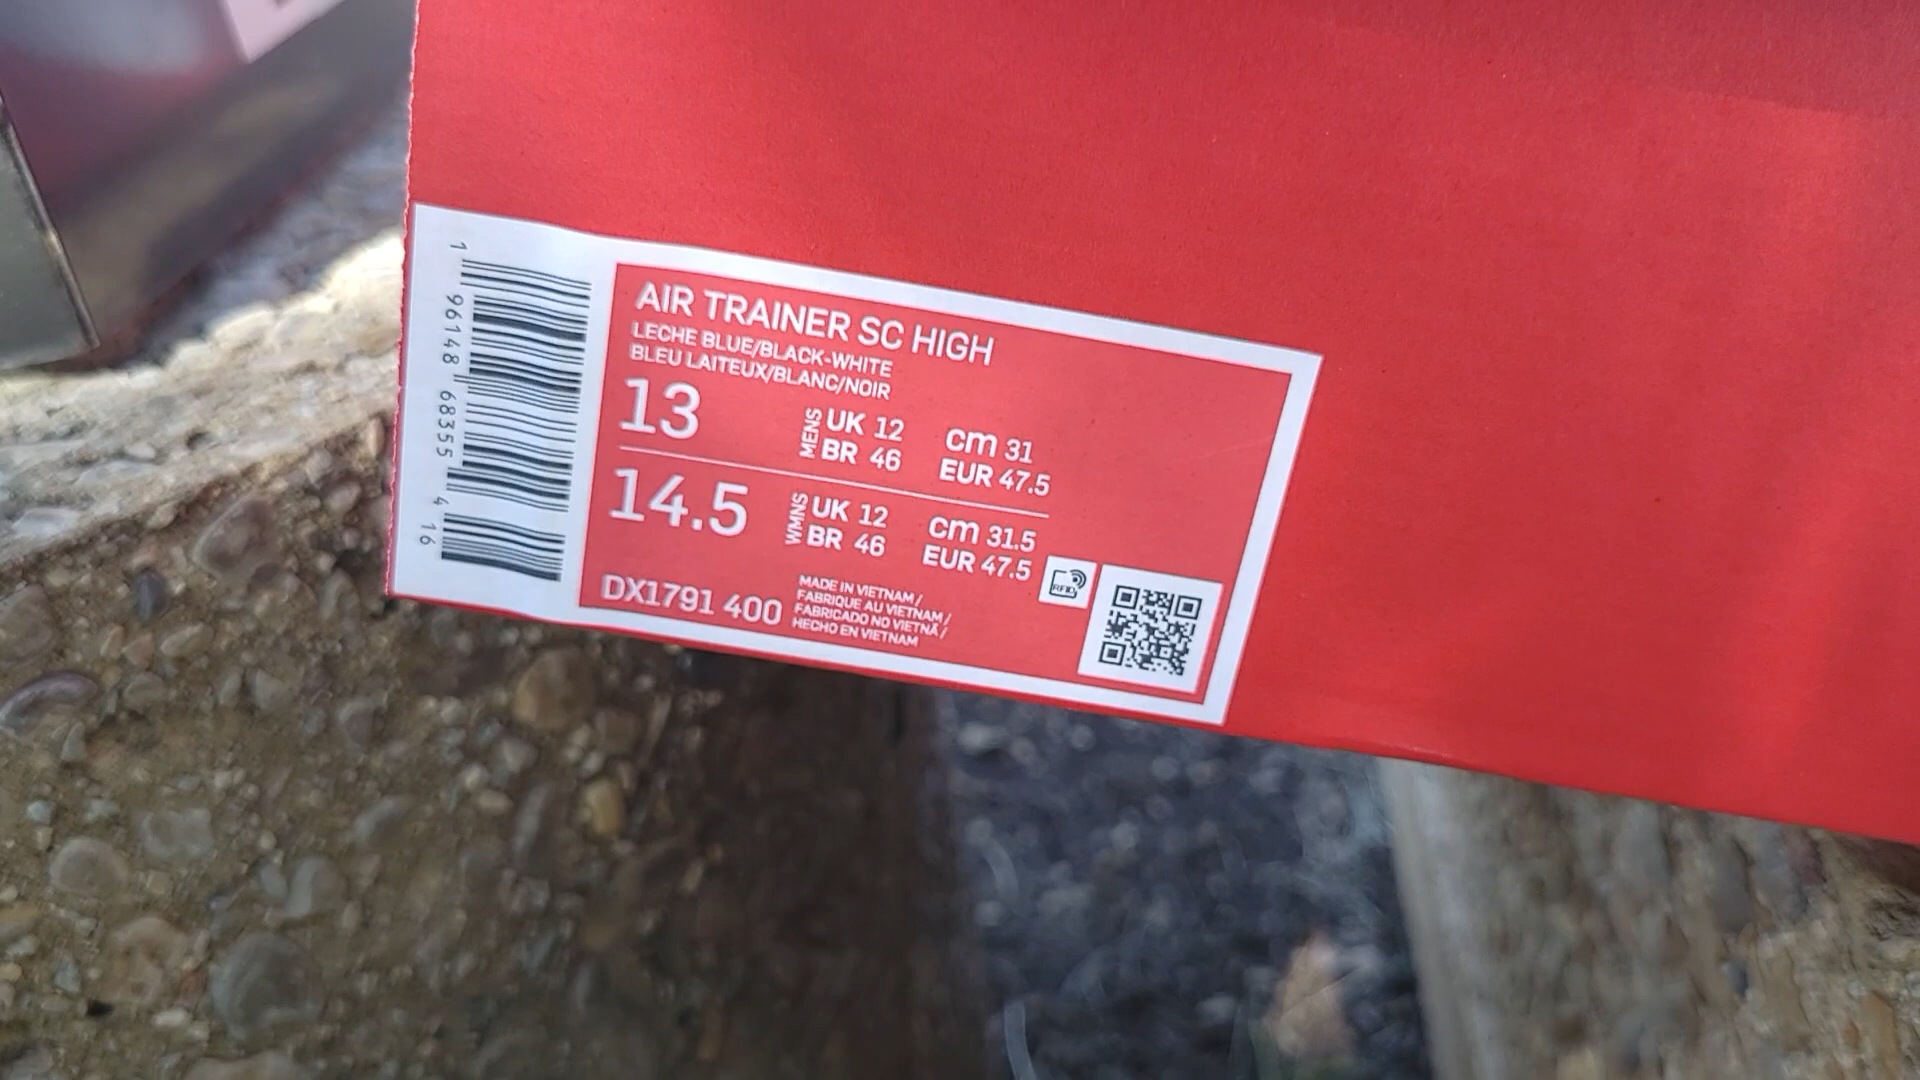 AIR TRAINER SC HIGH
LECHE BLUE/BLACK-WHITE
BLEU LAITEUX/BLANC/NOIR
13
MENS
UK 12
BR 46
cm 31
EUR 47.5
14.5
WMNS
UK 12
BR 46
cm 31.5
EUR 47.5
DX1791 400
MADE IN VIETNAM /
FABRIQUE AU VIETNAM /
FABRICADO NO VIETNÃ /
HECHO EN VIETNAM
RFID
1 96148 68355 4 16